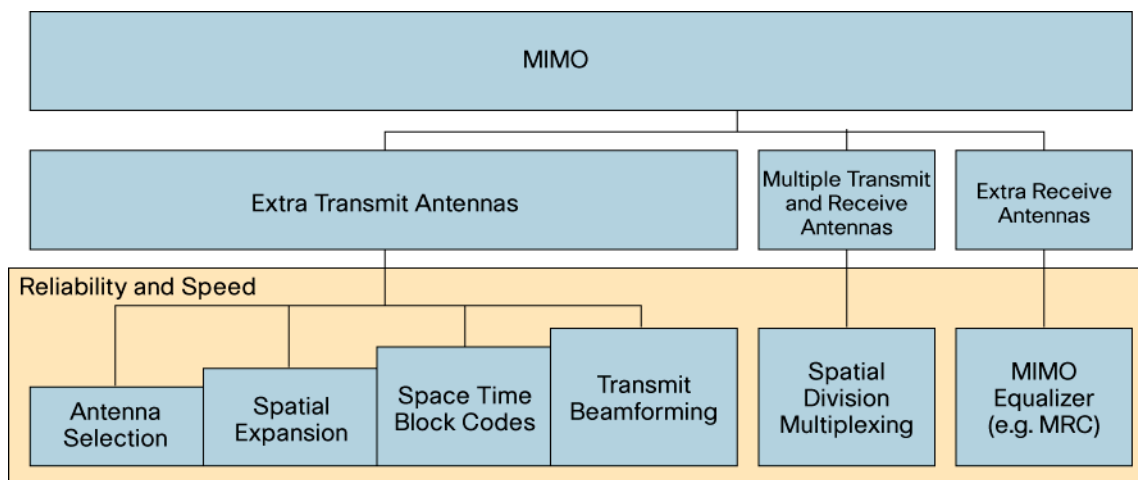 MIMO
Extra Transmit Antennas
Multiple Transmit
and Receive
Antennas
Extra Receive
Antennas
Reliability and Speed
Antenna
Selection
Spatial
Expansion
Space Time
Block Codes
Transmit
Beamforming
Spatial
Division
Multiplexing
MIMO
Equalizer
(e.g. MRC)